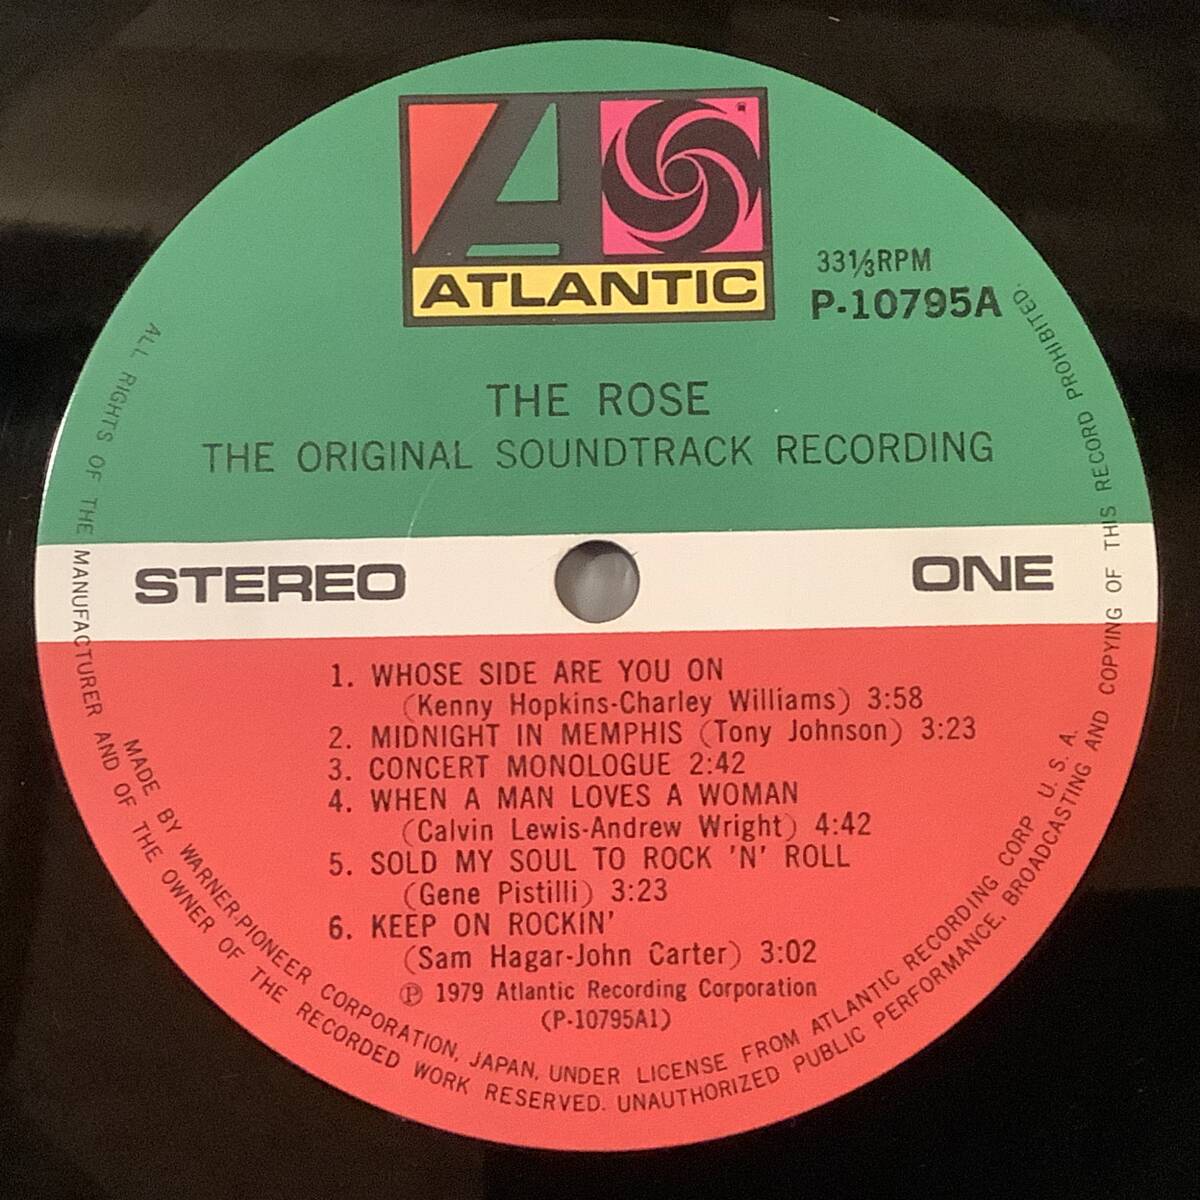 ATLANTIC
33⅓RPM
P-10795A
THE ROSE
THE ORIGINAL SOUNDTRACK RECORDING
STEREO
ONE
1. WHOSE SIDE ARE YOU ON
(Kenny Hopkins-Charley Williams) 3:58
2. MIDNIGHT IN MEMPHIS (Tony Johnson) 3:23
3. CONCERT MONOLOGUE 2:42
4. WHEN A MAN LOVES A WOMAN
(Calvin Lewis-Andrew Wright) 4:42
5. SOLD MY SOUL TO ROCK 'N' ROLL
(Gene Pistilli) 3:23
6. KEEP ON ROCKIN'
(Sam Hagar-John Carter) 3:02
Ⓟ 1979 Atlantic Recording Corporation
(P-10795A1)
MADE BY WARNER-PIONEER CORPORATION, JAPAN, UNDER LICENSE FROM ATLANTIC RECORDING CORP U. S. A.
ALL RIGHTS OF THE MANUFACTURER AND OF THE OWNER OF THE RECORDED WORK RESERVED. UNAUTHORIZED PUBLIC PERFORMANCE, BROADCASTING AND COPYING OF THIS RECORD PROHIBITED.